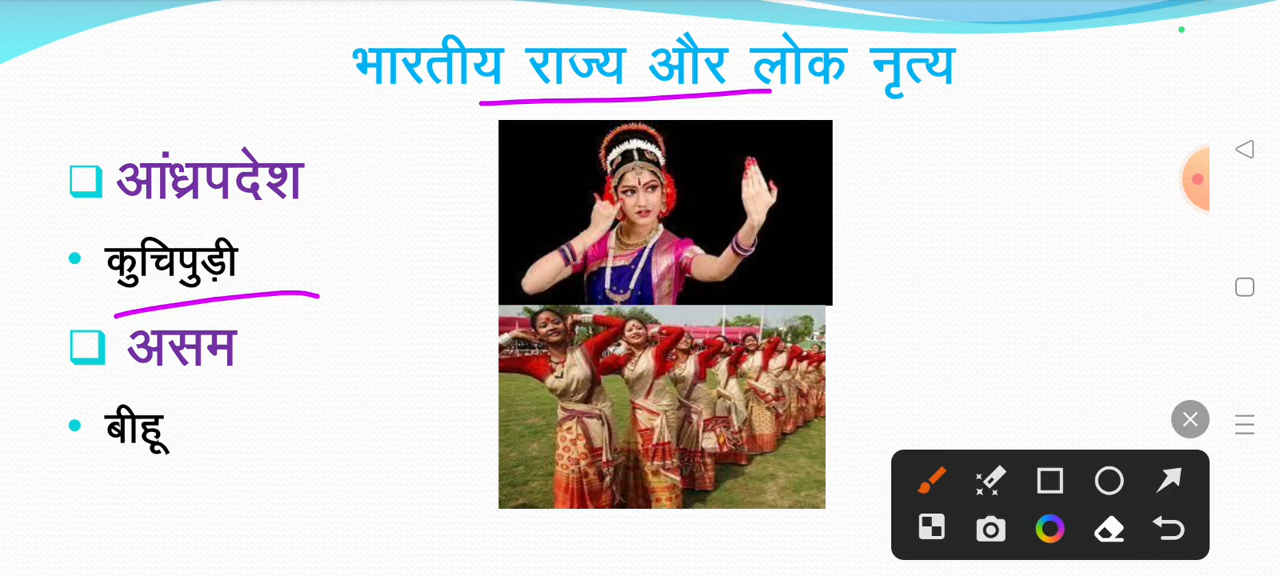 भारतीय राज्य और लोक नृत्य
आंध्रपदेश
कुचिपुड़ी
असम
बीहू